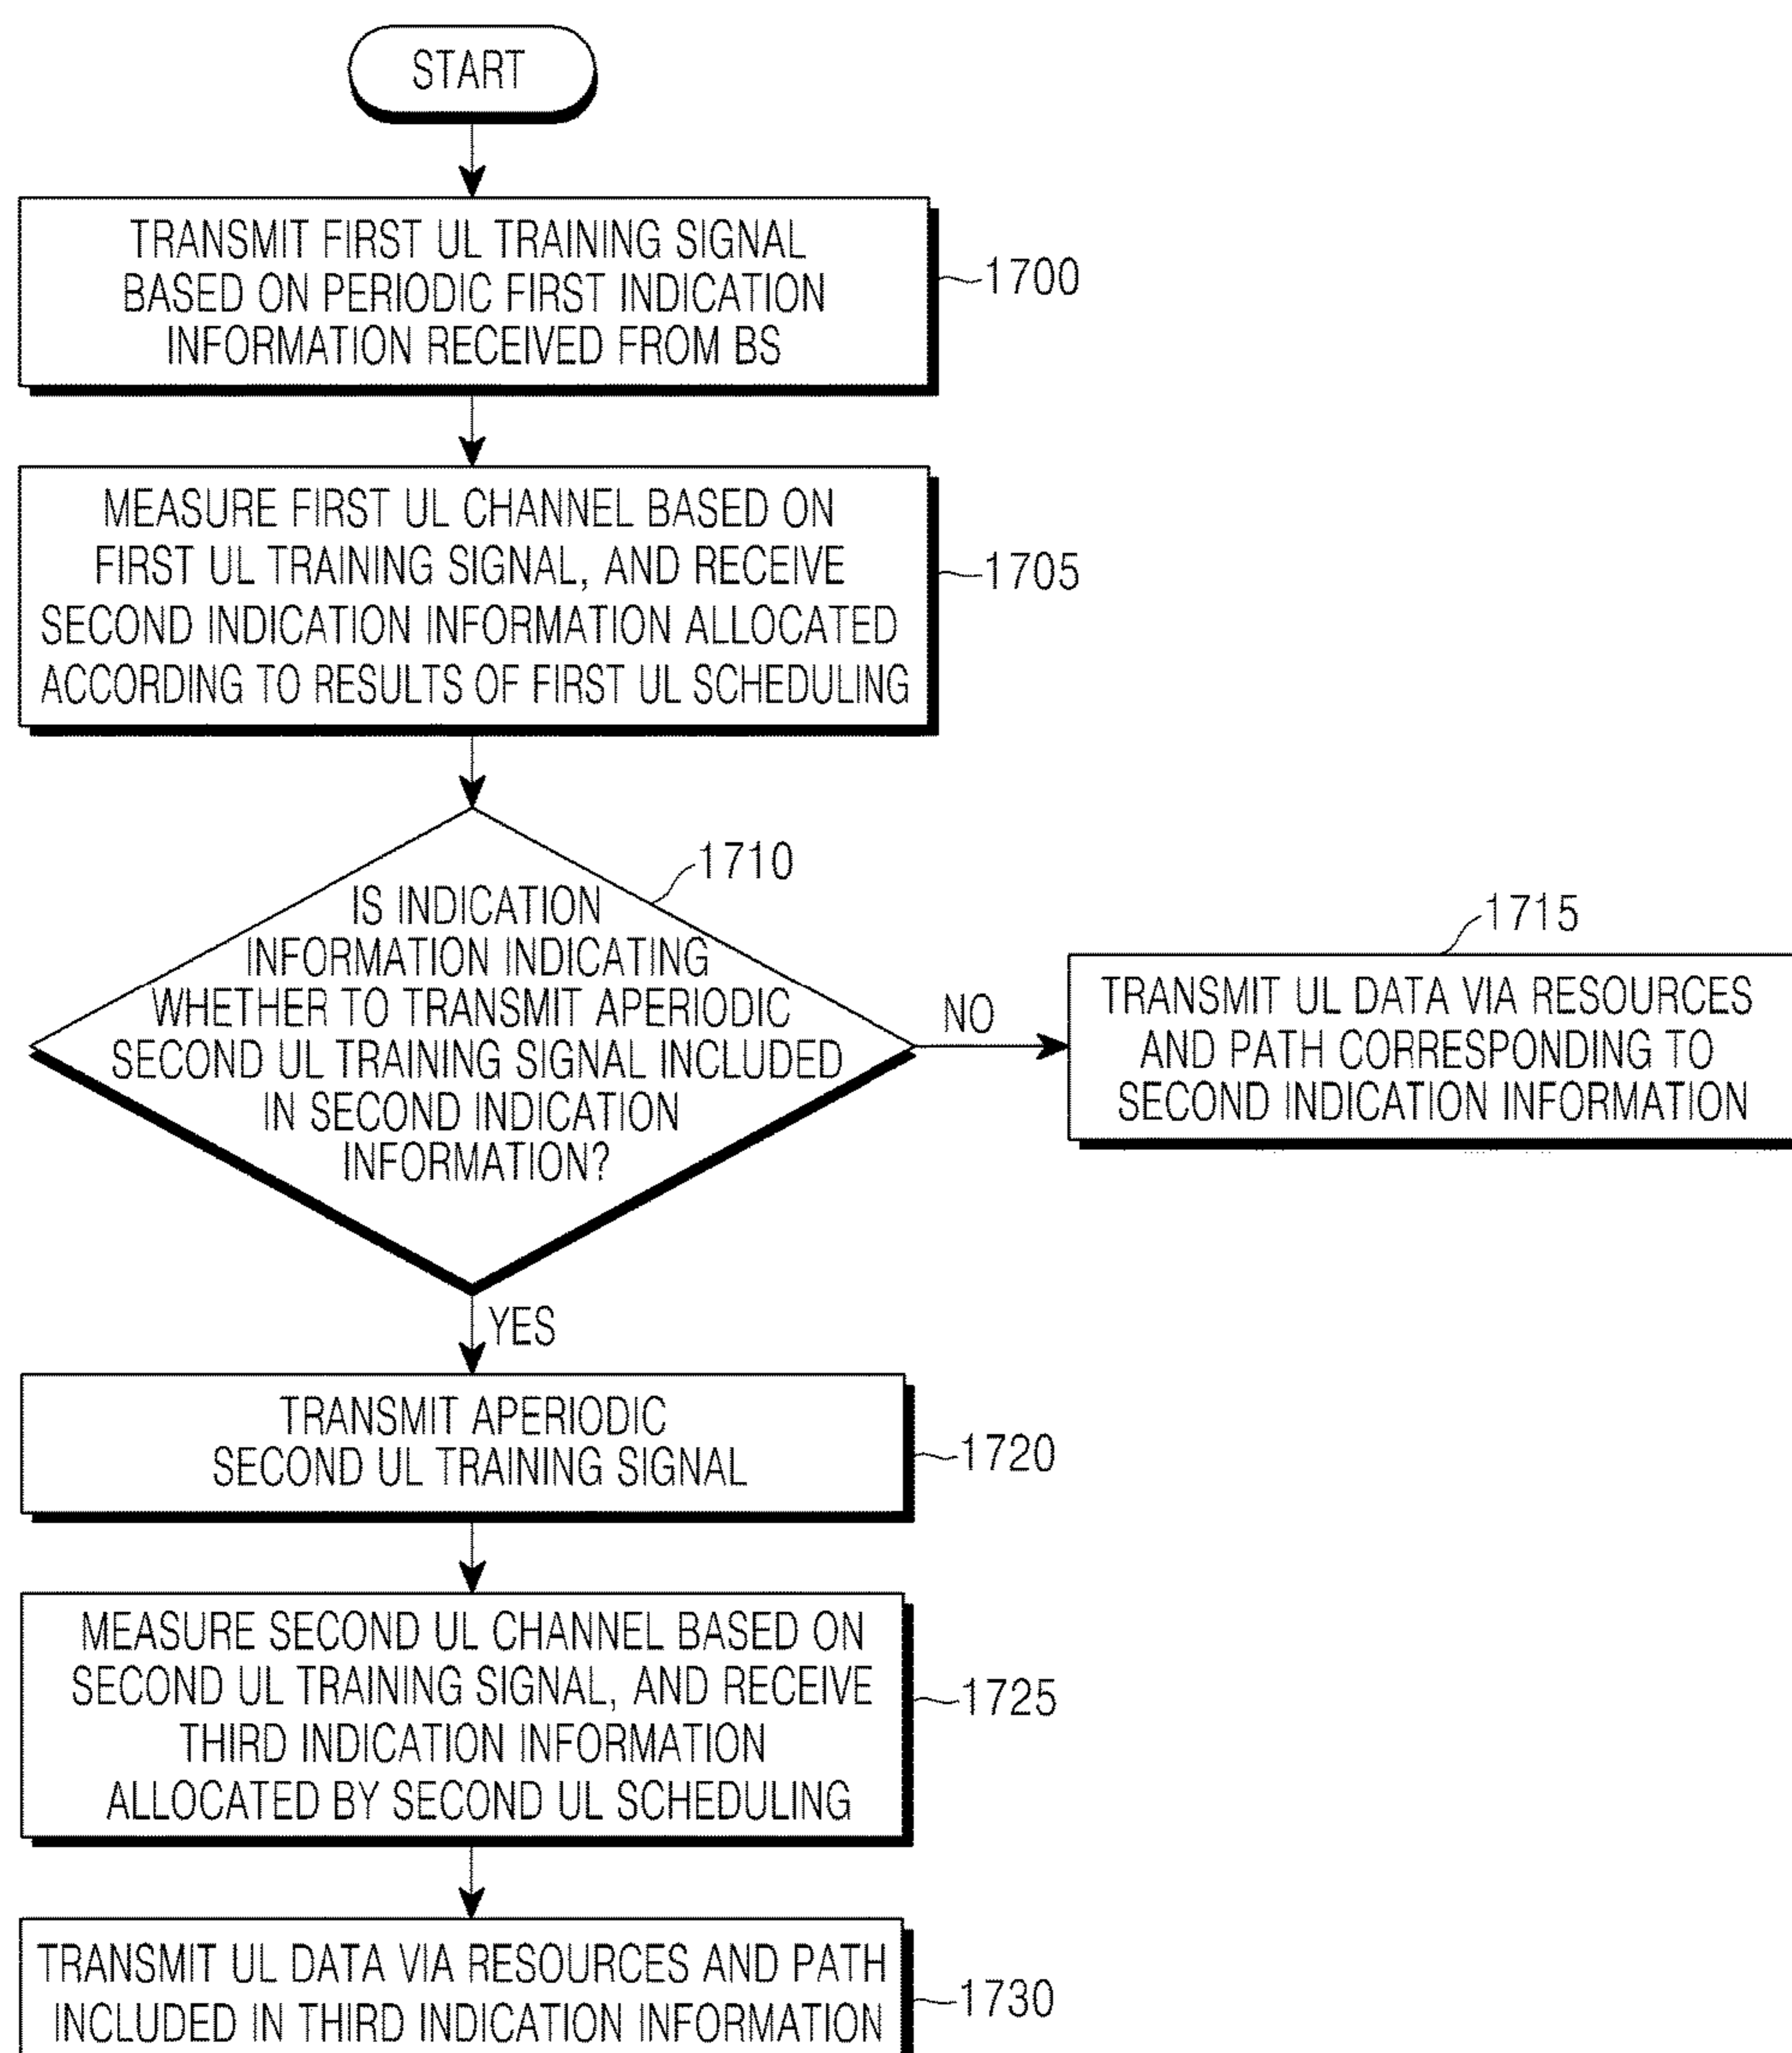 START
TRANSMIT FIRST UL TRAINING SIGNAL
BASED ON PERIODIC FIRST INDICATION
INFORMATION RECEIVED FROM BS
1700
MEASURE FIRST UL CHANNEL BASED ON
FIRST UL TRAINING SIGNAL, AND RECEIVE
SECOND INDICATION INFORMATION ALLOCATED
ACCORDING TO RESULTS OF FIRST UL SCHEDULING
1705
1710
IS INDICATION
INFORMATION INDICATING
WHETHER TO TRANSMIT APERIODIC
SECOND UL TRAINING SIGNAL INCLUDED
IN SECOND INDICATION
INFORMATION?
NO
1715
TRANSMIT UL DATA VIA RESOURCES
AND PATH CORRESPONDING TO
SECOND INDICATION INFORMATION
YES
TRANSMIT APERIODIC
SECOND UL TRAINING SIGNAL
1720
MEASURE SECOND UL CHANNEL BASED ON
SECOND UL TRAINING SIGNAL, AND RECEIVE
THIRD INDICATION INFORMATION
ALLOCATED BY SECOND UL SCHEDULING
1725
TRANSMIT UL DATA VIA RESOURCES AND PATH
INCLUDED IN THIRD INDICATION INFORMATION
1730